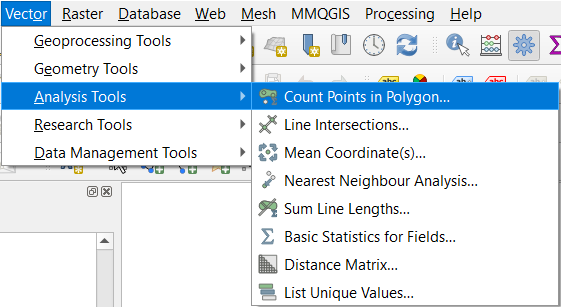 Vector Raster Database Web Mesh MMQGIS Processing Help
Geoprocessing Tools
Geometry Tools
Analysis Tools
Research Tools
Data Management Tools
Count Points in Polygon...
Line Intersections...
Mean Coordinate(s)...
Nearest Neighbour Analysis...
Sum Line Lengths...
Basic Statistics for Fields...
Distance Matrix...
List Unique Values...